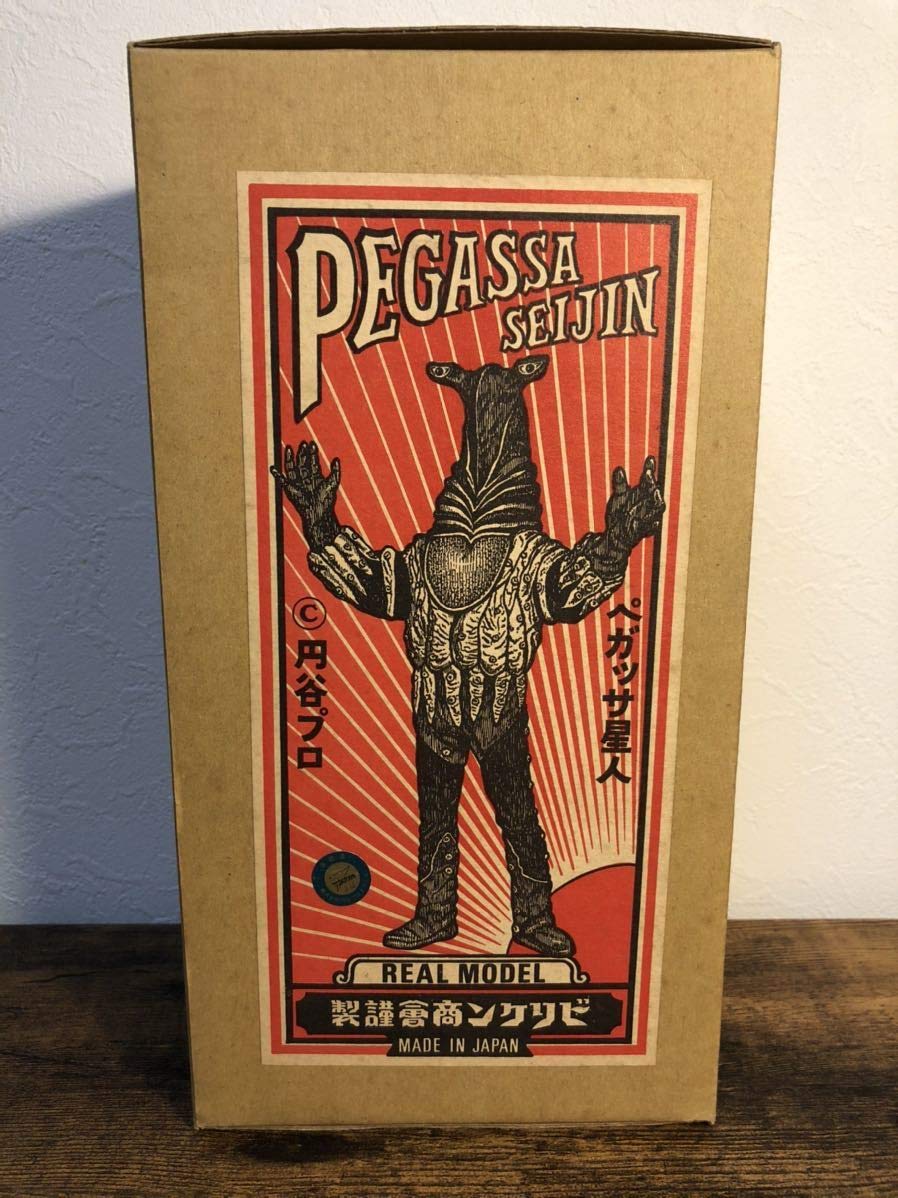 PEGASSA
SEIJIN
ペガッサ星人
©円谷プロ
REAL MODEL
製謹會商ンケリビ
MADE IN JAPAN